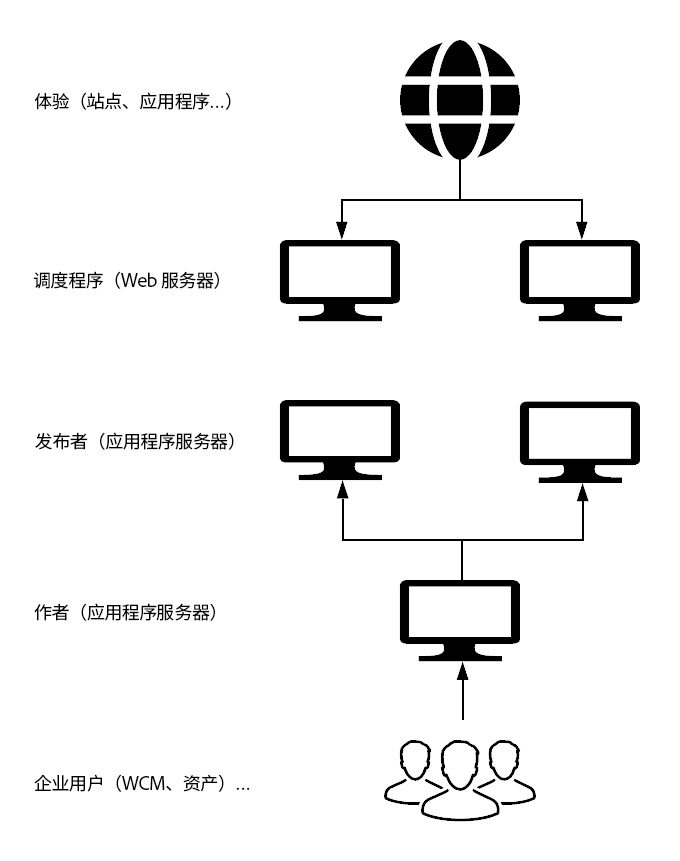 体验（站点、应用程序...）
调度程序（Web 服务器）
发布者（应用程序服务器）
作者（应用程序服务器）
企业用户（WCM、资产）...